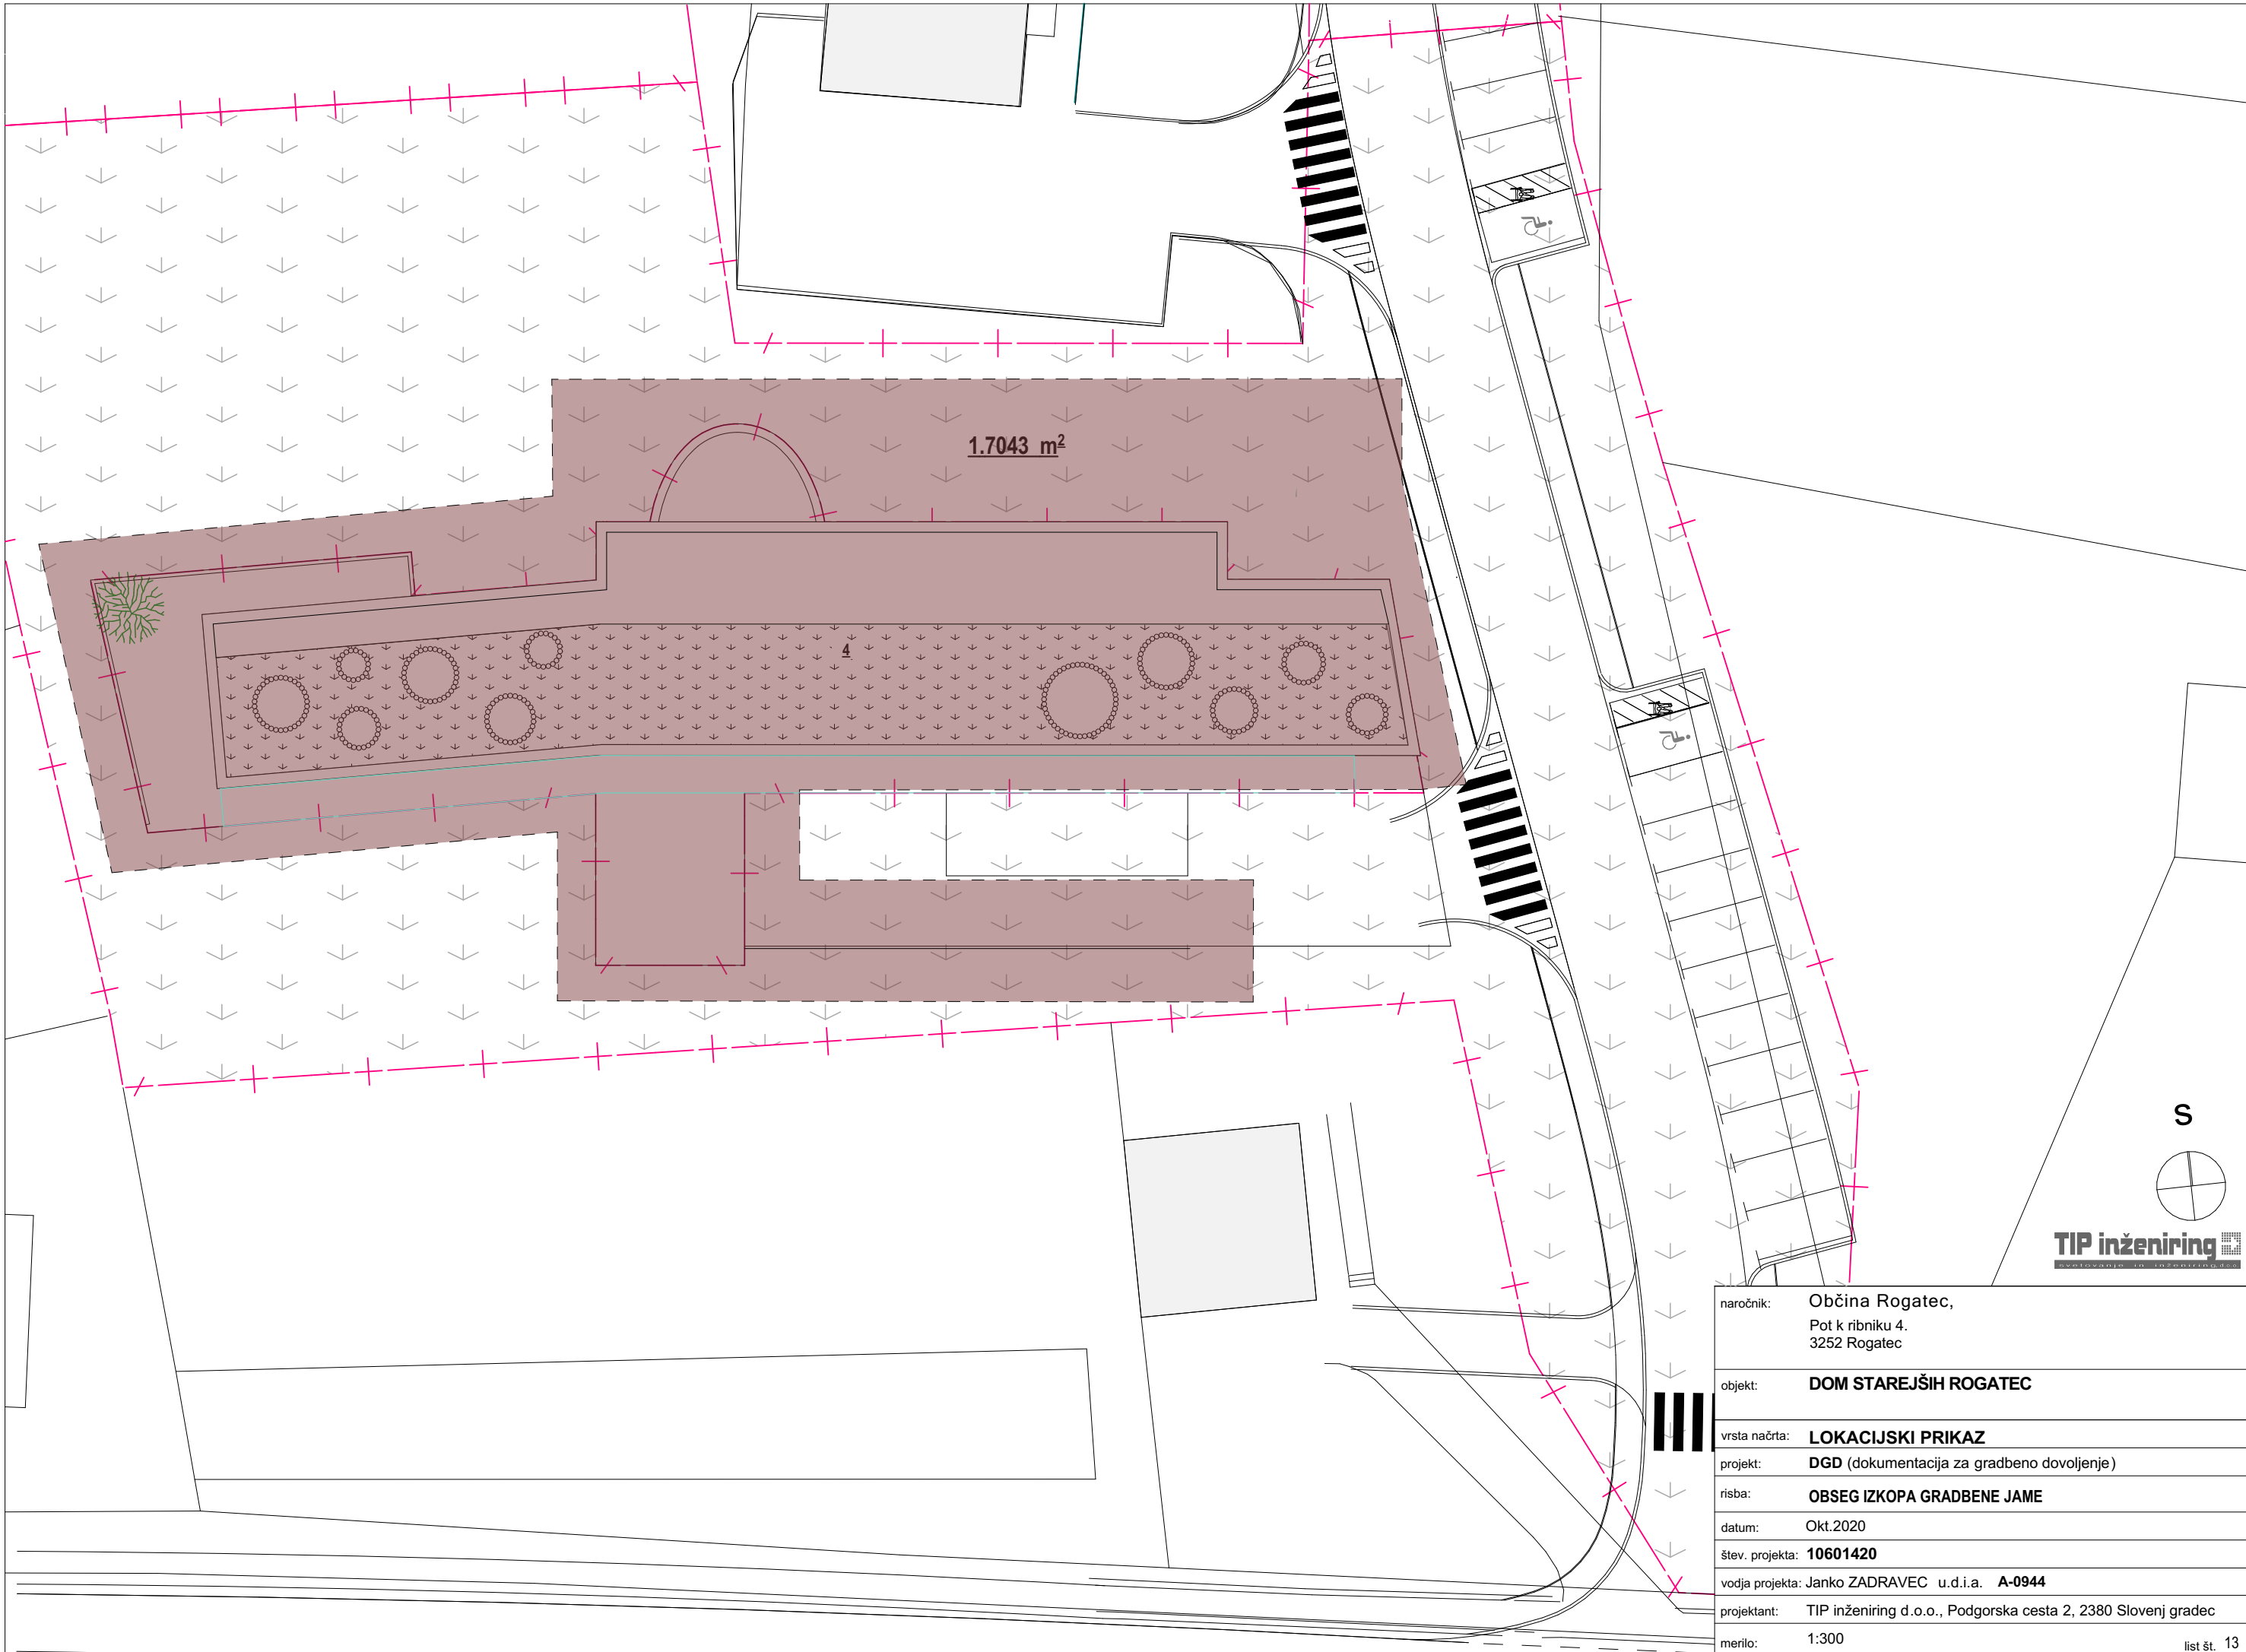 1.7043 m²
4
S
TIP inženiring
svetovanje in inženiring d.o.o
naročnik: Občina Rogatec,
Pot k ribniku 4.
3252 Rogatec
objekt: DOM STAREJŠIH ROGATEC
vrsta načrta: LOKACIJSKI PRIKAZ
projekt: DGD (dokumentacija za gradbeno dovoljenje)
risba: OBSEG IZKOPA GRADBENE JAME
datum: Okt.2020
štev. projekta: 10601420
vodja projekta: Janko ZADRAVEC u.d.i.a. A-0944
projektant: TIP inženiring d.o.o., Podgorska cesta 2, 2380 Slovenj gradec
merilo: 1:300 list št. 13